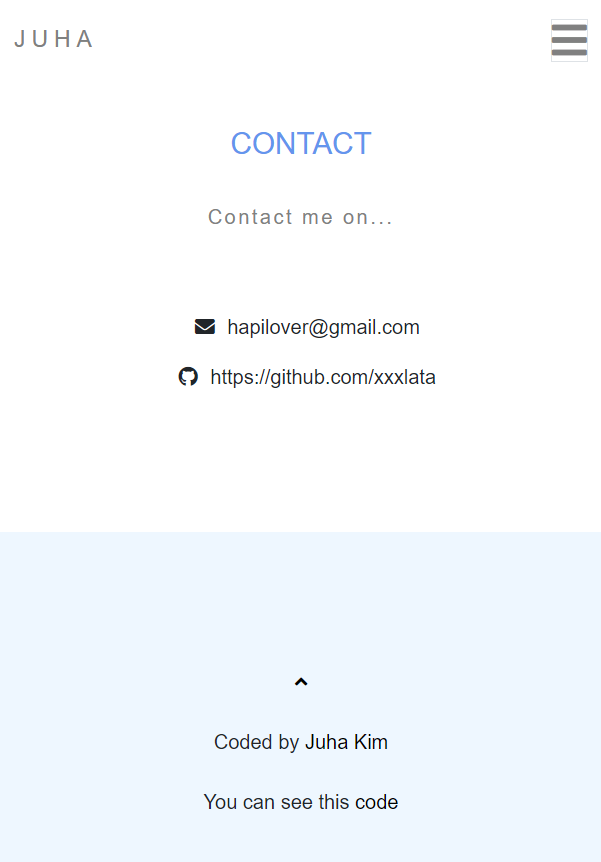 JUHA
CONTACT
Contact me on...
hapilover@gmail.com
https://github.com/xxxlata
Coded by Juha Kim
You can see this code